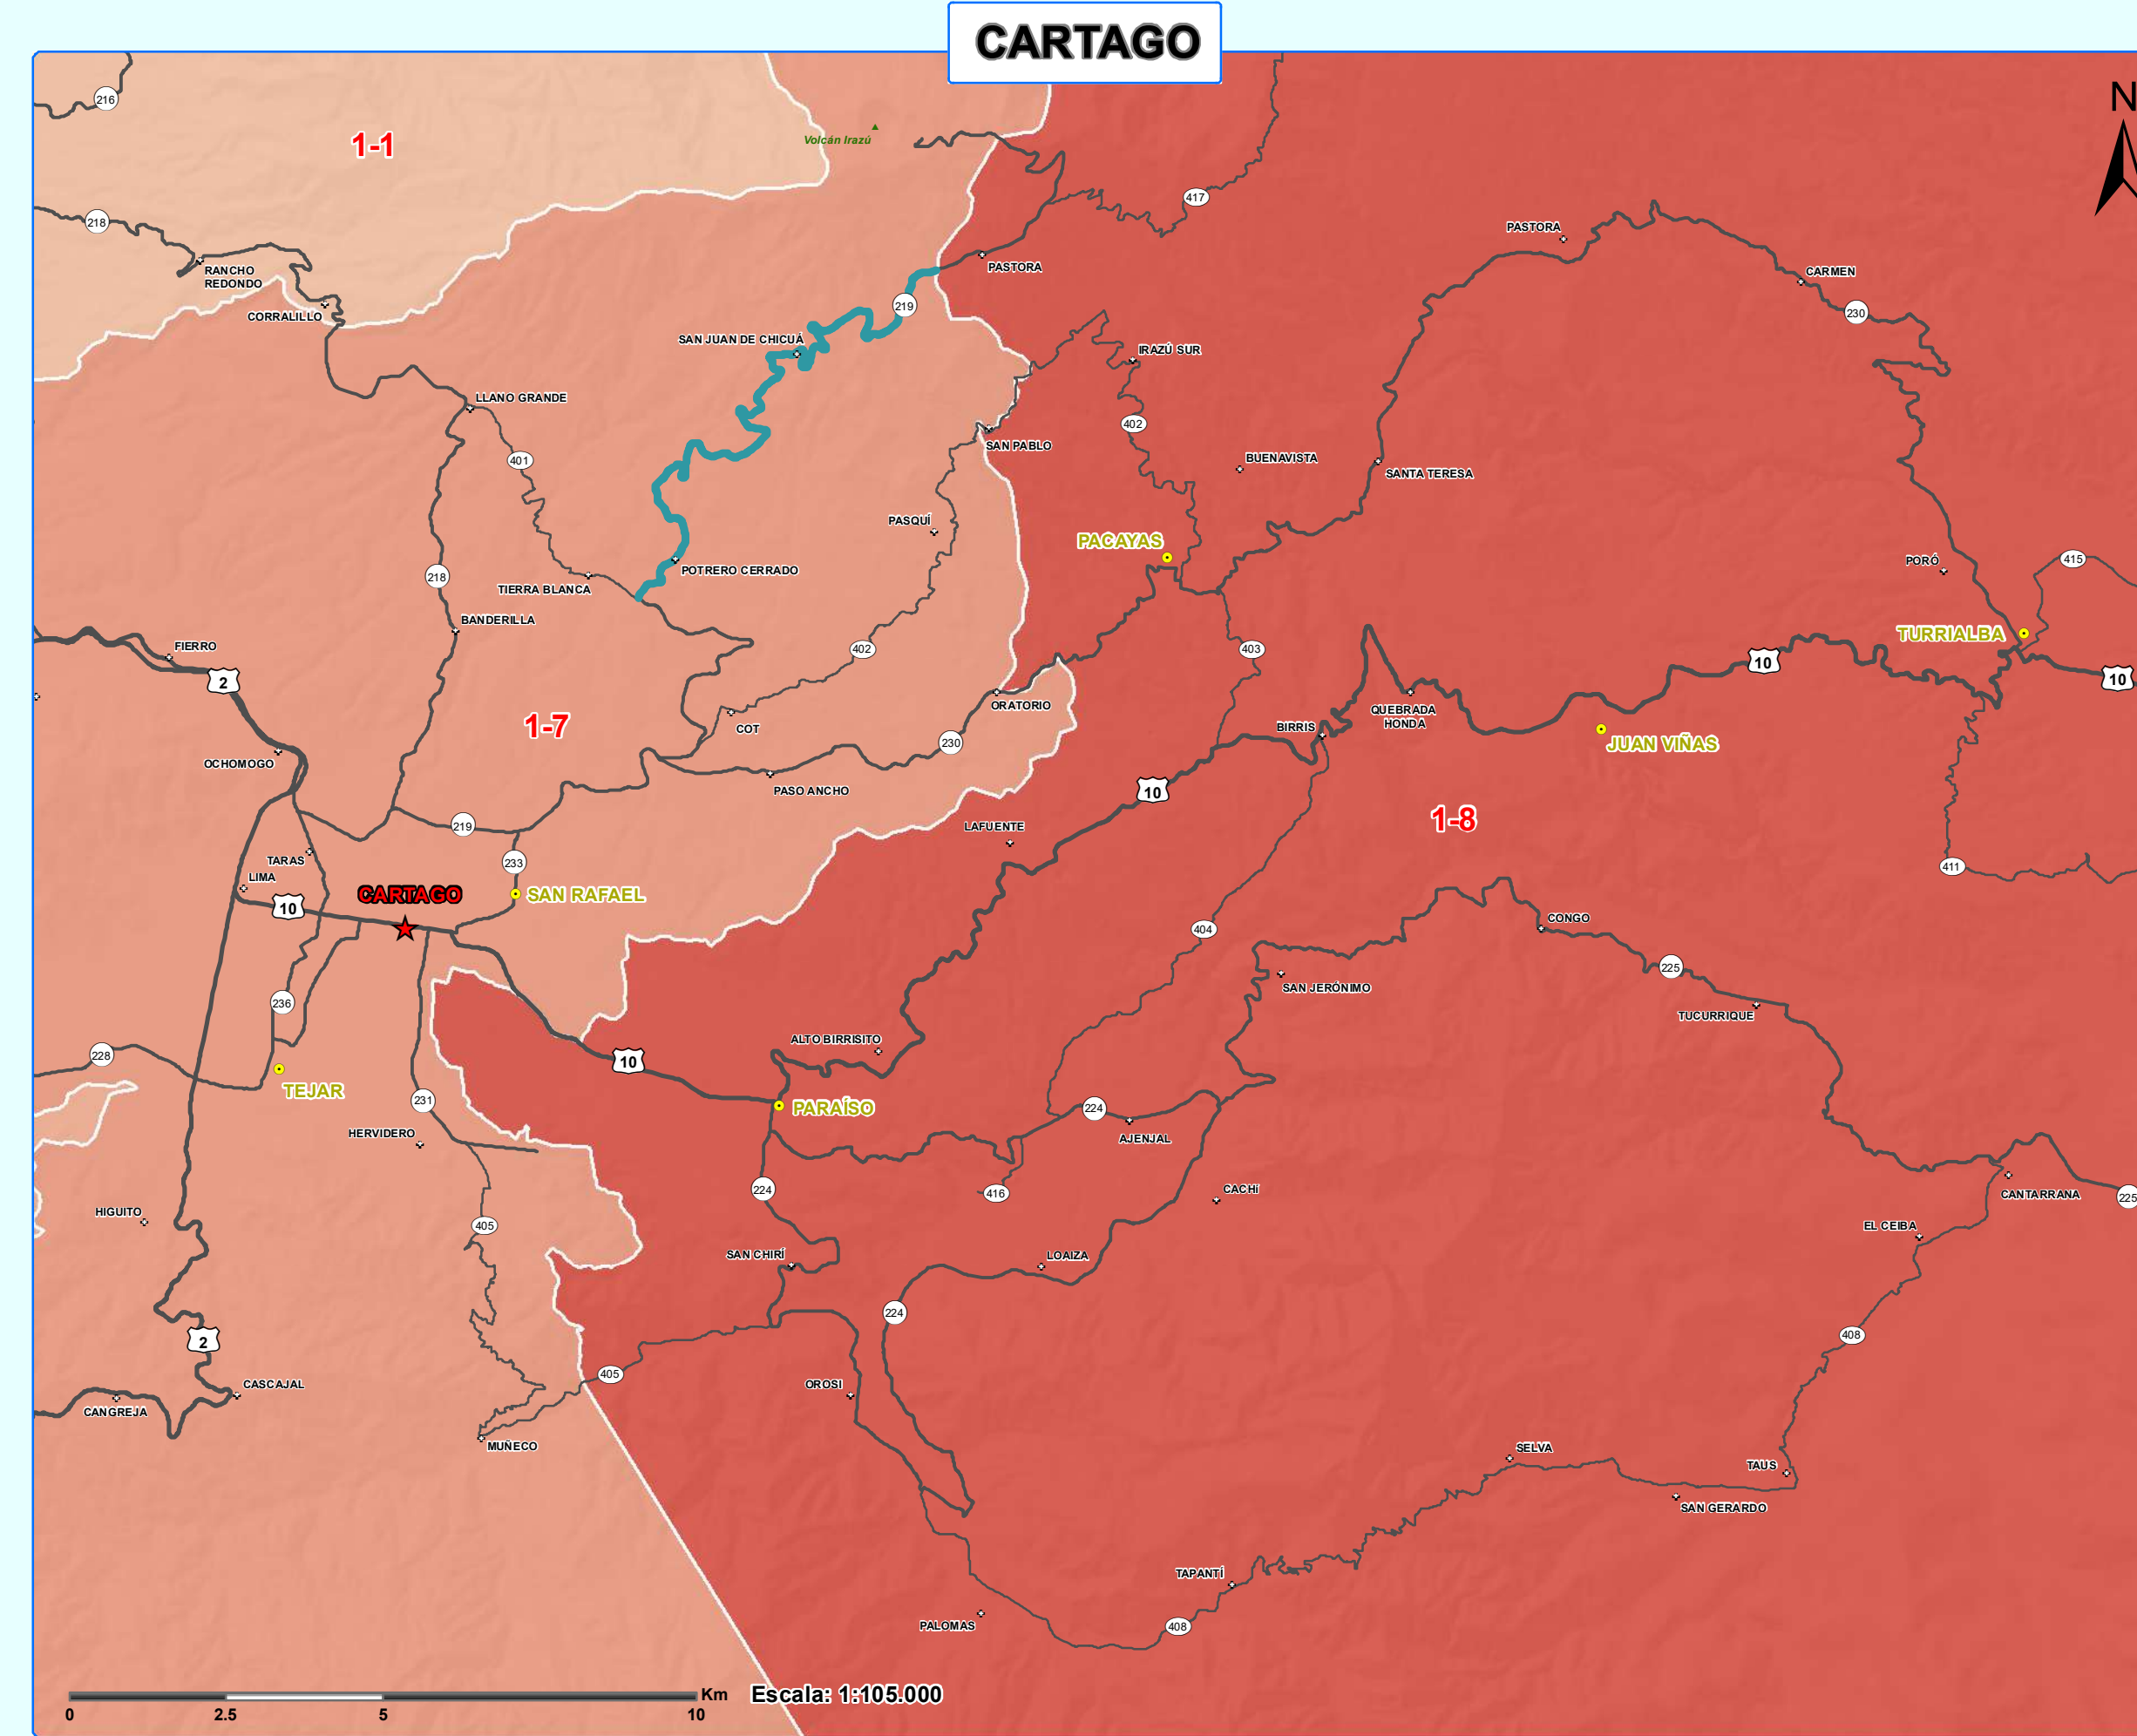 CARTAGO
N
216
1-1
Volcán Irazú
417
218
RANCHO
REDONDO
PASTORA
PASTORA
CARMEN
CORRALILLO
219
230
SAN JUAN DE CHICUÁ
IRAZÚ SUR
LLANO GRANDE
402
SAN PABLO
401
BUENAVISTA
SANTA TERESA
PASQUÍ
PACAYAS
218
POTRERO CERRADO
TIERRA BLANCA
PORÓ
415
BANDERILLA
TURRIALBA
FIERRO
402
403
2
10
10
1-7
COT
ORATORIO
QUEBRADA
HONDA
BIRRIS
230
JUAN VIÑAS
OCHOMOGO
PASO ANCHO
10
219
LAFUENTE
1-8
TARAS
233
LIMA
411
CARTAGO
SAN RAFAEL
10
CONGO
404
225
236
SAN JERÓNIMO
TUCURRIQUE
228
ALTO BIRRISITO
10
TEJAR
231
PARAÍSO
224
HERVIDERO
AJENJAL
224
416
CACHí
CANTARRANA
225
HIGUITO
405
EL CEIBA
SAN CHIRÍ
LOAIZA
224
2
408
405
CASCAJAL
OROSI
CANGREJA
MUÑECO
SELVA
TAUS
SAN GERARDO
TAPANTÍ
PALOMAS
408
Km
Escala: 1:105.000
0
2.5
5
10